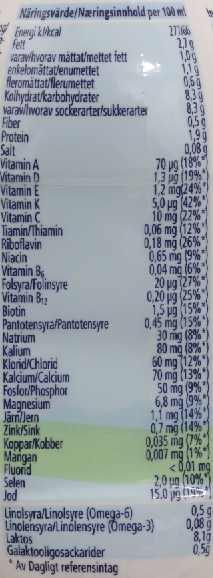 Näringsvärde/Næringsinnhold per 100 ml
Energi kJ/kcal
Fett 2,7 g
varav/hvorav mättat/mettet fett 1,0 g
enkelomättat/enumettet 1,1 g
fleromättat/flerumettet 0,6 g
Kolhydrat/karbohydrater 8,3 g
varav/hvorav sockerarter/sukkerarter 8,3 g
Fiber 0,5 g
Protein 1,9 g
Salt 0,08 g
Vitamin A 70 µg (18%*)
Vitamin D 1,3 µg (19%*)
Vitamin E 1,2 mg (24%*)
Vitamin K 5,0 µg (42%*)
Vitamin C 10 mg (22%*)
Tiamin/Thiamin 0,06 mg (12%*)
Riboflavin 0,18 mg (26%*)
Niacin 0,65 mg (9%*)
Vitamin B6 0,04 mg (6%*)
Folsyra/Folinsyre 20 µg (27%*)
Vitamin B12 0,20 µg (25%*)
Biotin 1,5 µg (15%*)
Pantotensyra/Pantotensyre 0,45 mg (15%*)
Natrium 30 mg (8%*)
Kalium 80 mg (8%*)
Klorid/Chlorid 60 mg (12%*)
Kalcium/Calcium 70 mg (13%*)
Fosfor/Phosphor 50 mg (9%*)
Magnesium 6,8 mg (9%*)
Järn/Jern 1,1 mg (14%*)
Zink/Sink 0,7 mg (14%*)
Koppar/Kobber 0,035 mg (7%*)
Mangan 0,007 mg (1%*)
Fluorid < 0,01 mg
Selen 2,0 µg (10%*)
Jod 15,0 µg
Linolsyra/Linolsyre (Omega-6) 0,5 g
Linolensyra/Linolensyre (Omega-3) 0,08 g
Laktos 8,1g
Galaktooligosackarider 0,5g
* Av Dagligt referensintag